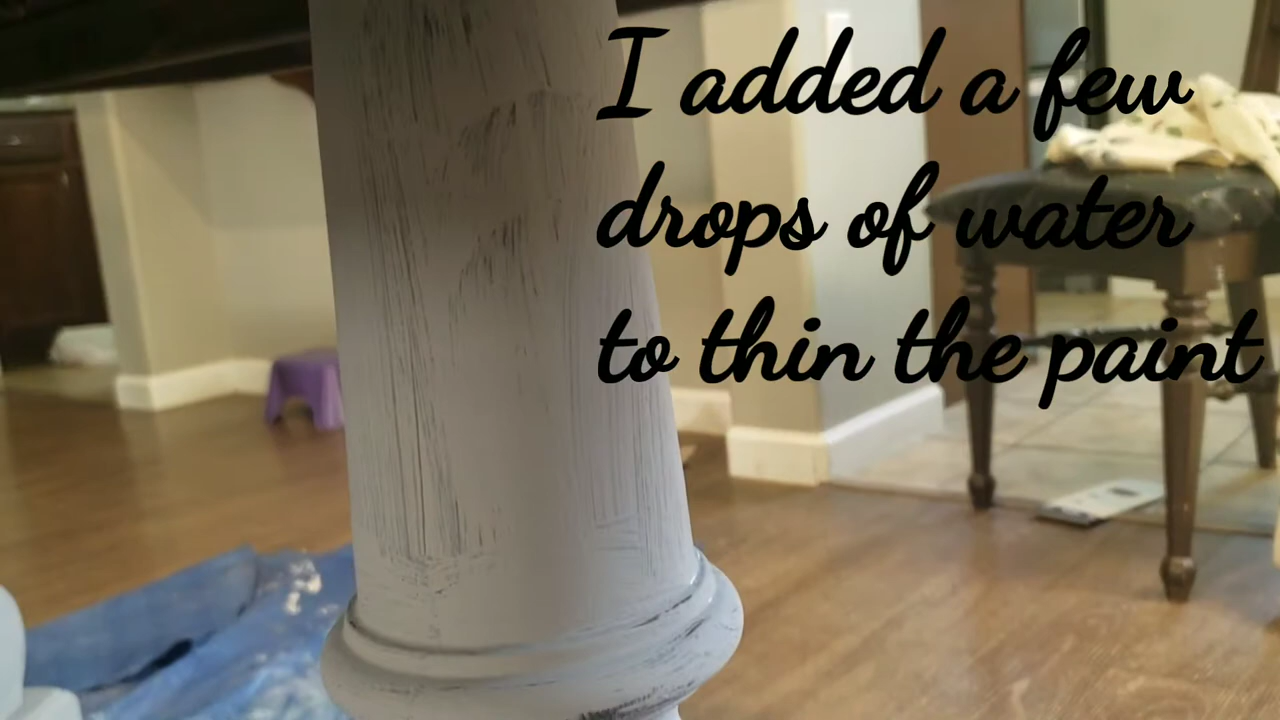 I added a few
drops of water
to thin the paint